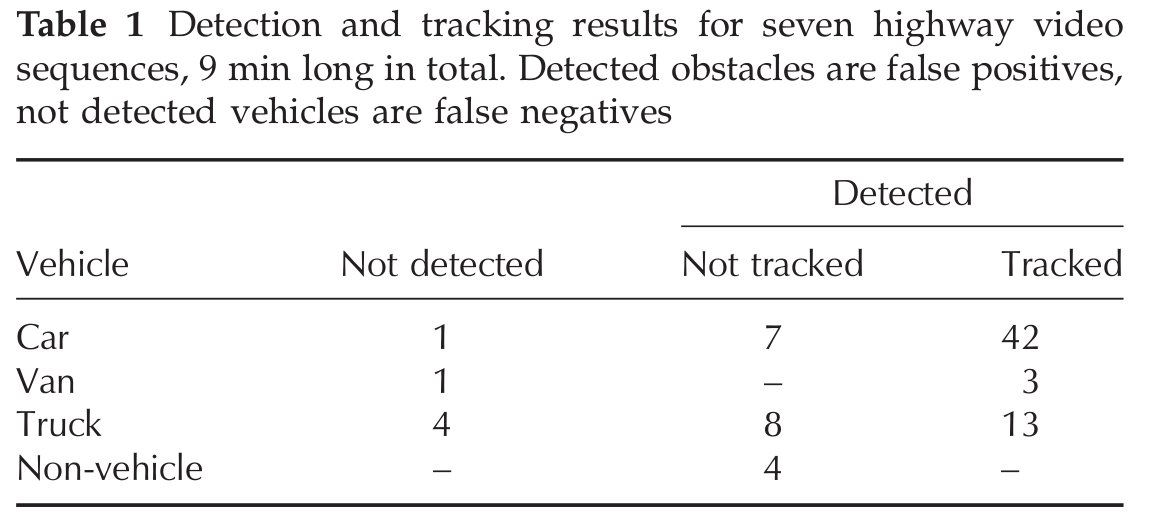 Table 1 Detection and tracking results for seven highway video
sequences, 9 min long in total. Detected obstacles are false positives,
not detected vehicles are false negatives
Detected
Vehicle Not detected Not tracked Tracked
Car 1 7 42
Van 1 – 3
Truck 4 8 13
Non-vehicle – 4 –